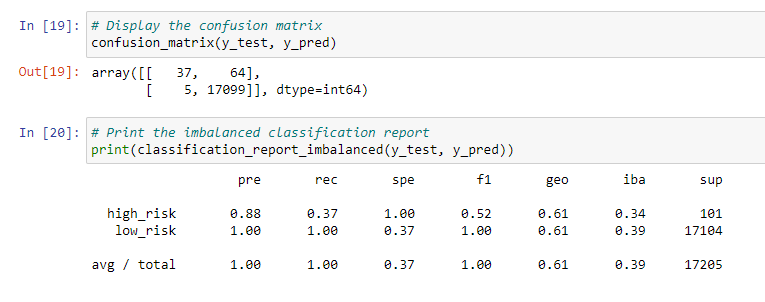 In [19]: # Display the confusion matrix
confusion_matrix(y_test, y_pred)
Out[19]: array([[   37,    64],
       [    5, 17099]], dtype=int64)
In [20]: # Print the imbalanced classification report
print(classification_report_imbalanced(y_test, y_pred))
pre rec spe f1 geo iba sup
high_risk 0.88 0.37 1.00 0.52 0.61 0.34 101
low_risk 1.00 1.00 0.37 1.00 0.61 0.39 17104
avg / total 1.00 1.00 0.37 1.00 0.61 0.39 17205